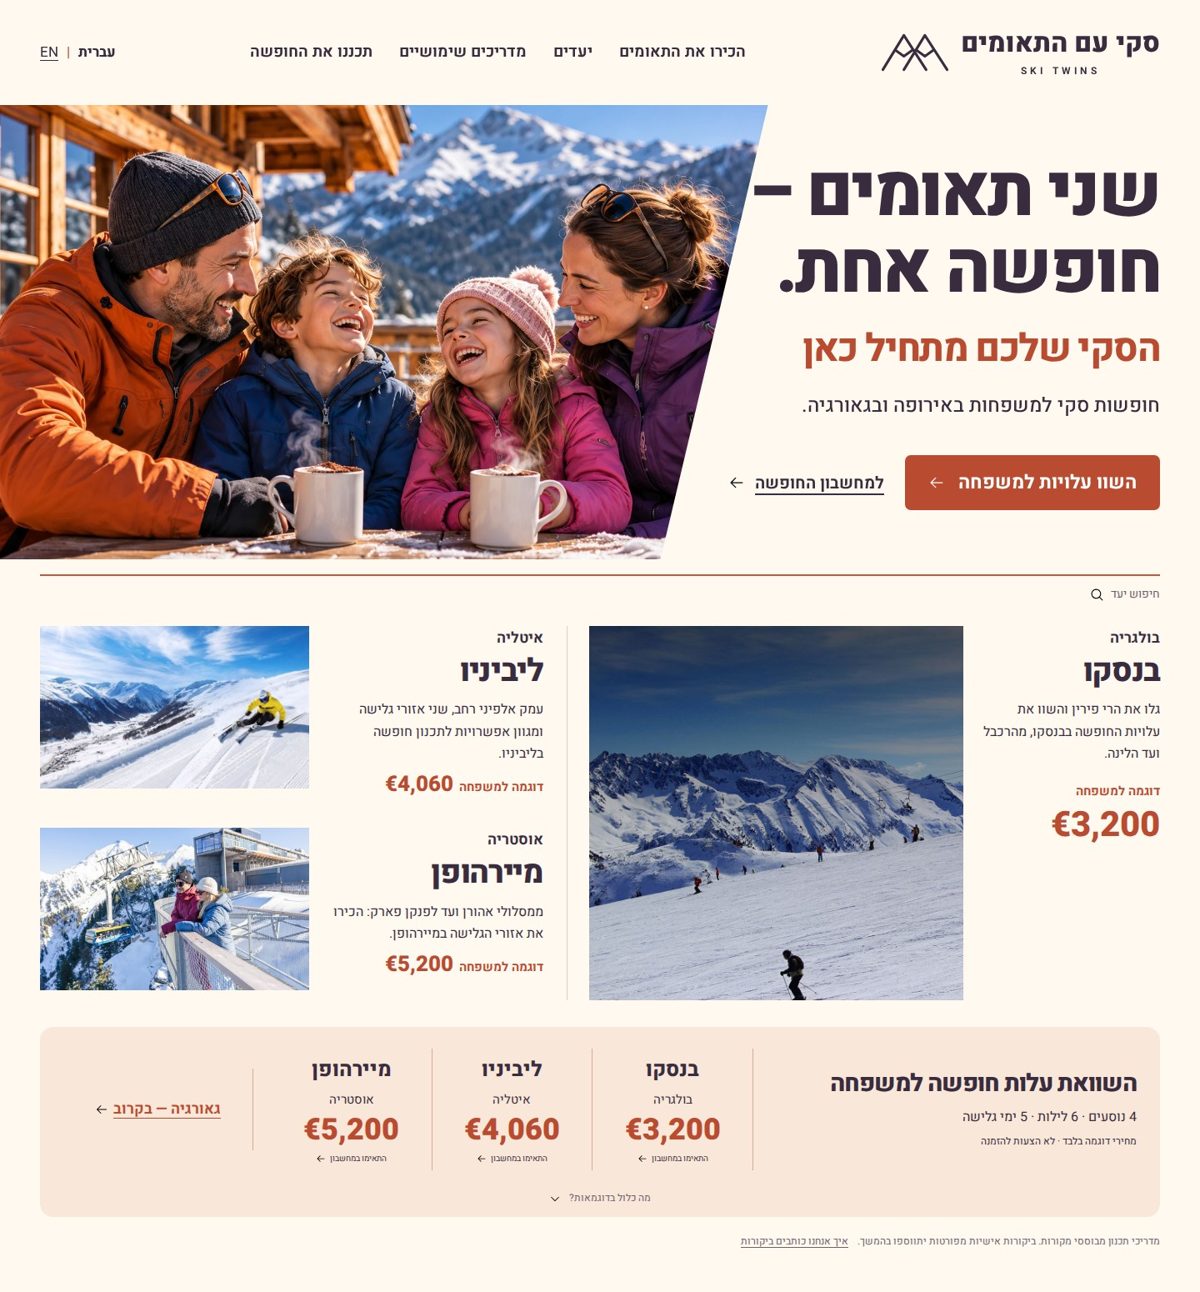 סקי עם התאומים
SKI TWINS
הכירו את התאומים
יעדים
מדריכים שימושיים
תכננו את החופשה
עברית | EN
שני תאומים –
חופשה אחת.
הסקי שלכם מתחיל כאן
חופשות סקי למשפחות באירופה ובגאורגיה.
השוו עלויות למשפחה ←
למחשבון החופשה ←
חיפוש יעד
בולגריה
בנסקו
גלו את הרי פירין והשוו את
עלויות החופשה בבנסקו, מהרכבל
ועד הלינה.
דוגמה למשפחה
€3,200
איטליה
ליביניו
עמק אלפיני רחב, שני אזורי גלישה
ומגוון אפשרויות לתכנון חופשה
בליביניו.
דוגמה למשפחה €4,060
אוסטריה
מיירהופן
ממסלולי אהורן ועד לפנקן פארק: הכירו
את אזורי הגלישה במיירהופן.
דוגמה למשפחה €5,200
השוואת עלות חופשה למשפחה
4 נוסעים · 6 לילות · 5 ימי גלישה
מחירי דוגמה בלבד · לא הצעות להזמנה
בנסקו
בולגריה
€3,200
התאימו במחשבון ←
ליביניו
איטליה
€4,060
התאימו במחשבון ←
מיירהופן
אוסטריה
€5,200
התאימו במחשבון ←
גאורגיה — בקרוב ←
מה כלול בדוגמאות?
מדריכי תכנון מבוססי מקורות. ביקורות אישיות מפורטות יתווספו בהמשך. איך אנחנו כותבים ביקורות